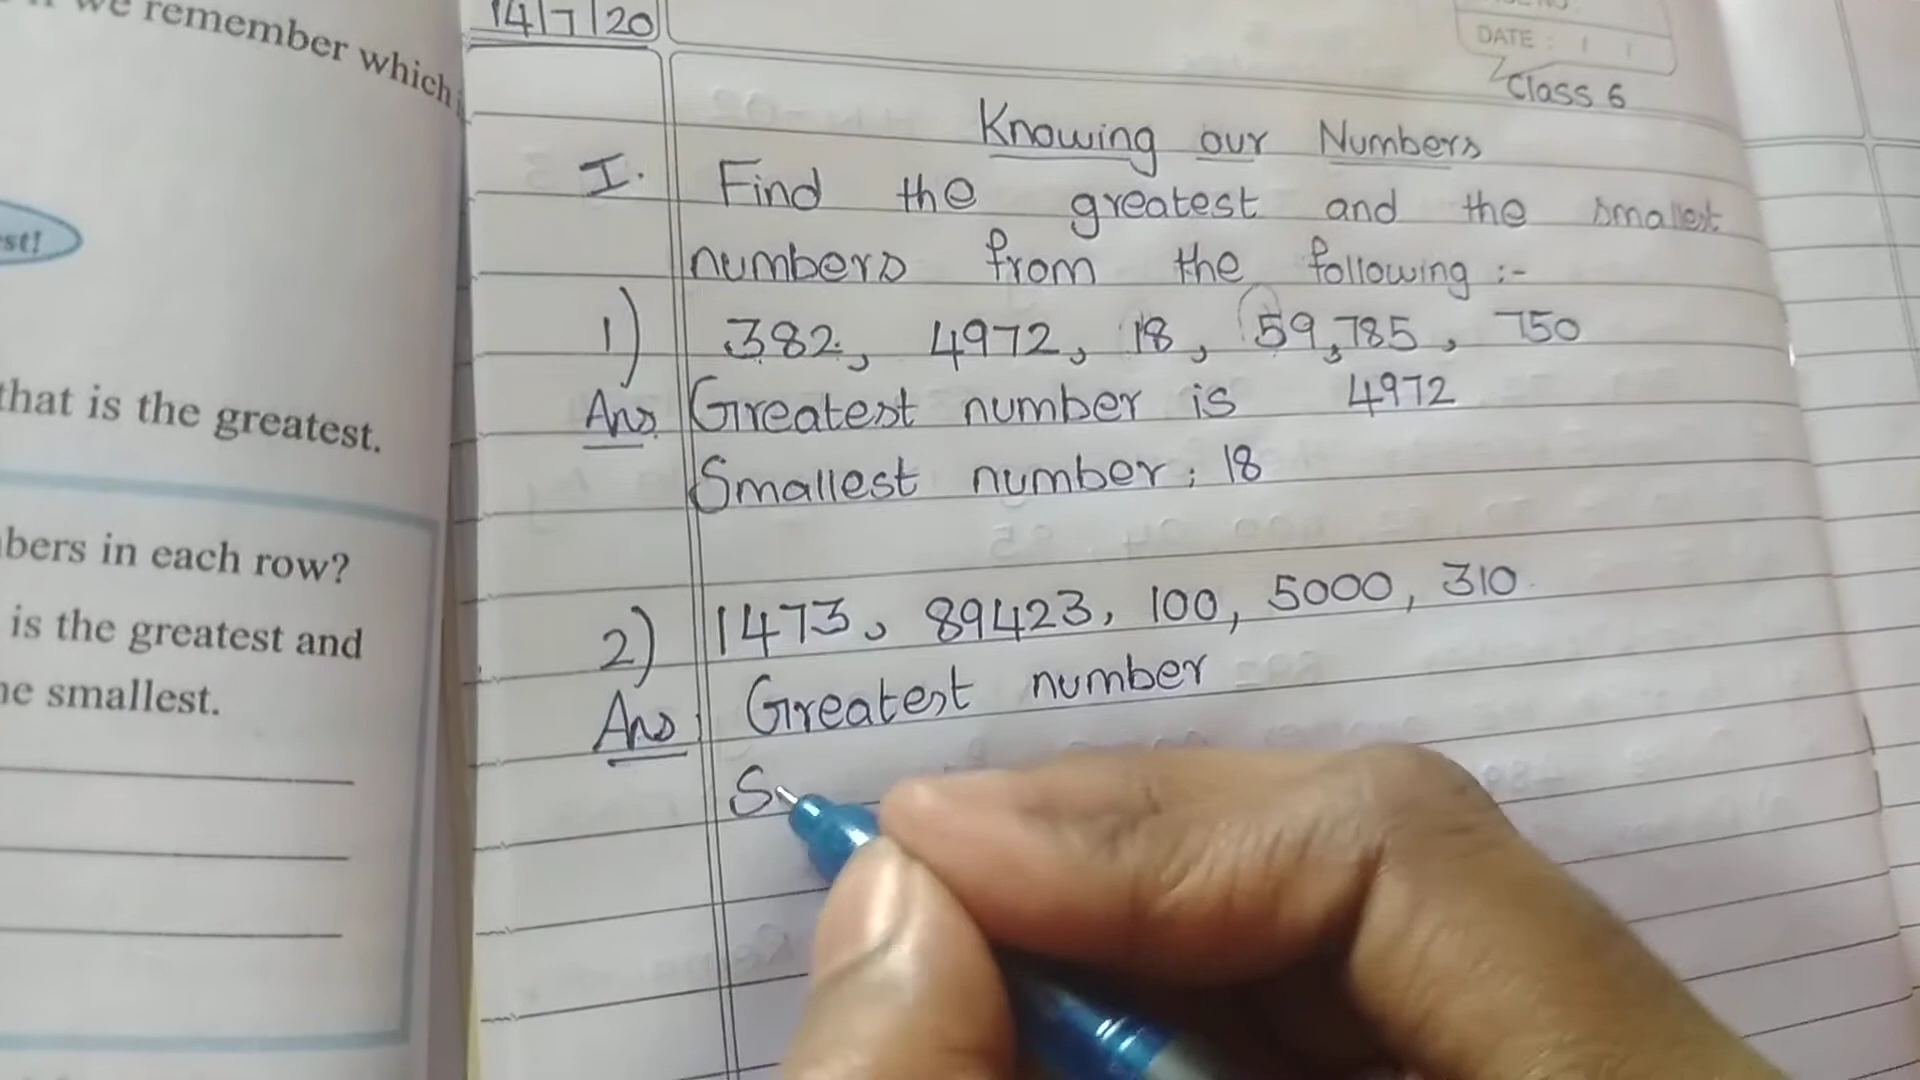 we remember which
st!
that is the greatest.
bers in each row?
is the greatest and
he smallest.
14/7/20
DATE :
Class 6
Knowing our Numbers
I. Find the greatest and the smallest
numbers from the following :-
1) 382, 4972, 18, 59,785, 750
Ans. Greatest number is 4972
Smallest number : 18
2) 1473, 89423, 100, 5000, 310.
Ans : Greatest number
S